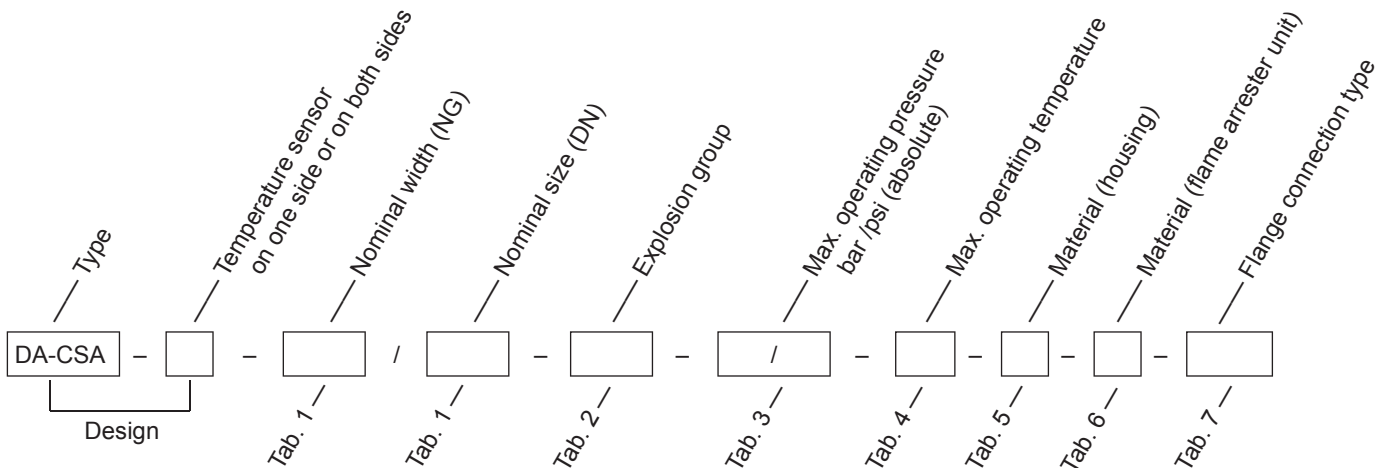 Type
Temperature sensor
on one side or on both sides
Nominal width (NG)
Nominal size (DN)
Explosion group
Max. operating pressure
bar /psi (absolute)
Max. operating temperature
Material (housing)
Material (flame arrester unit)
Flange connection type
DA-CSA – – / – – / – – – –
Design
Tab. 1
Tab. 1
Tab. 2
Tab. 3
Tab. 4
Tab. 5
Tab. 6
Tab. 7